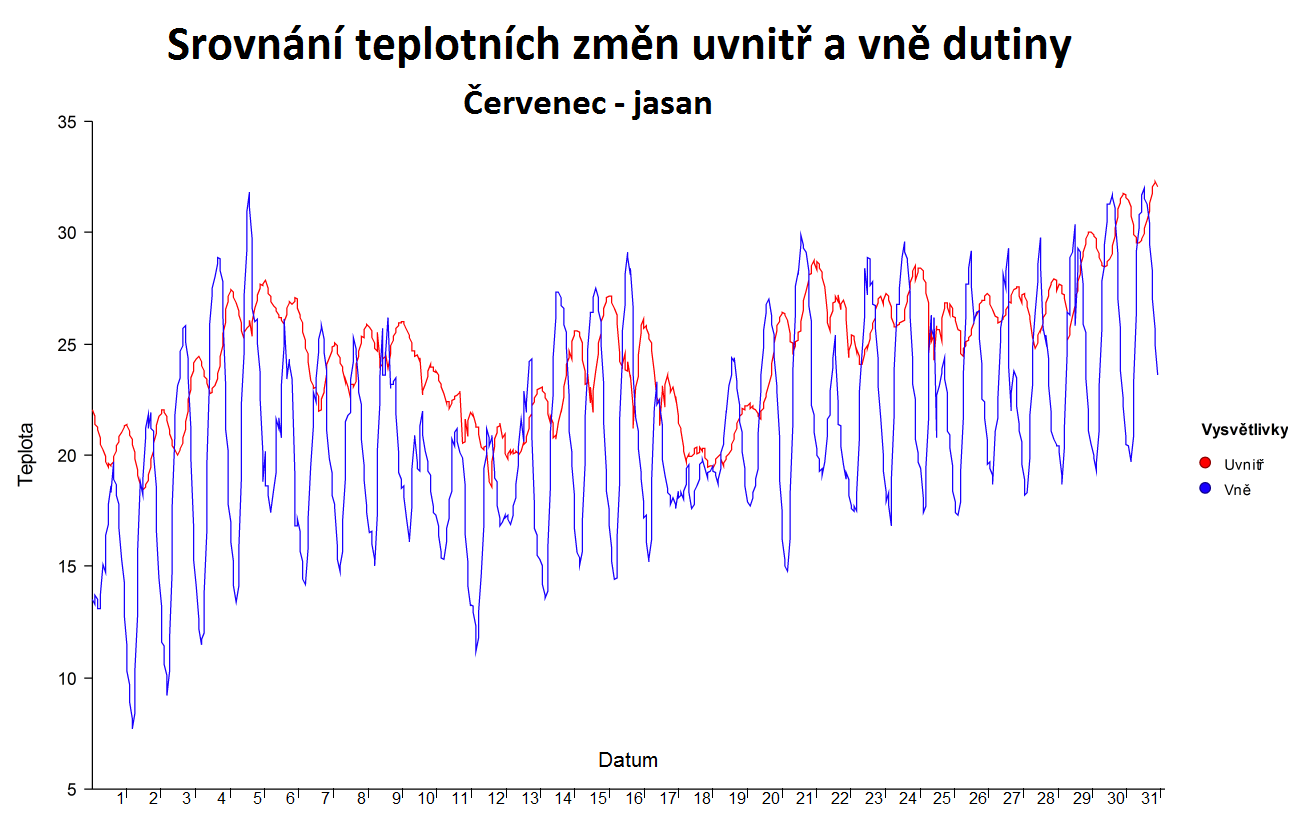 Srovnání teplotních změn uvnitř a vně dutiny
Červenec - jasan
35
30
25
20
15
10
5
Teplota
Vysvětlivky
Uvnitř
Vně
Datum
1 2 3 4 5 6 7 8 9 10 11 12 13 14 15 16 17 18 19 20 21 22 23 24 25 26 27 28 29 30 31